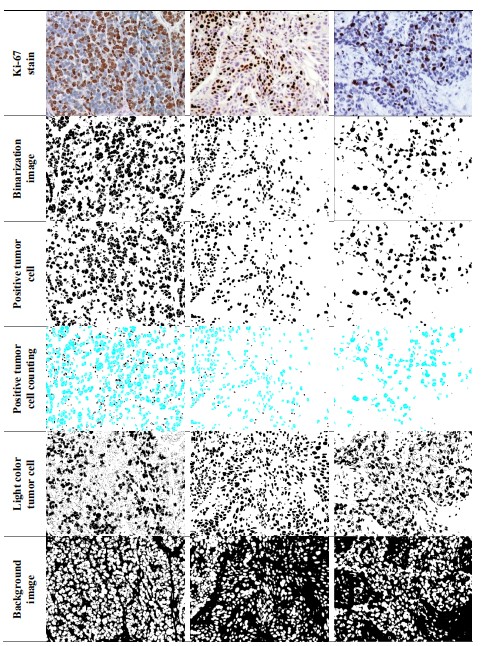 Ki-67
stain
Binarization
image
Positive tumor
cell
Positive tumor
cell counting
Light color
tumor cell
Background
image